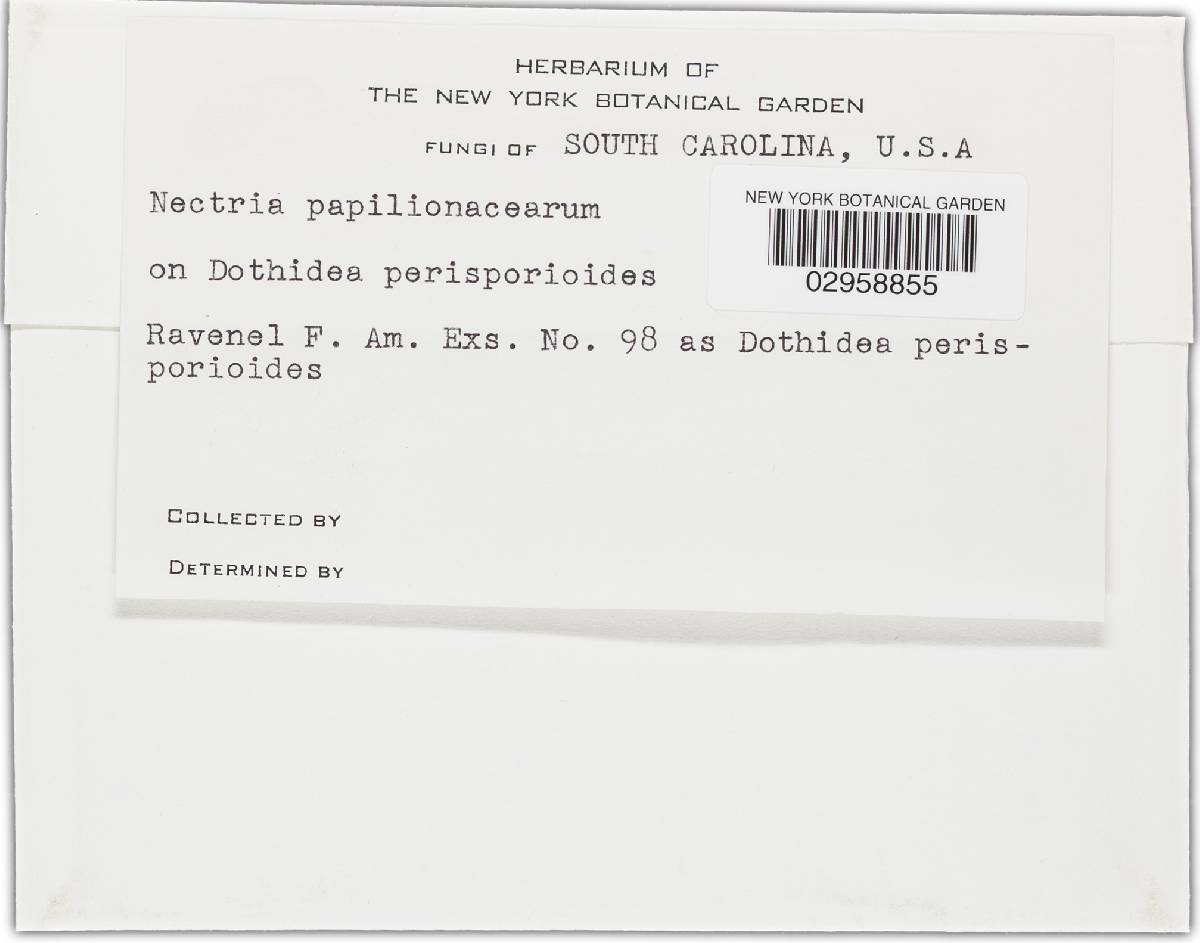 HERBARIUM OF
THE NEW YORK BOTANICAL GARDEN
FUNGI OF SOUTH CAROLINA, U.S.A
Nectria papilionacearum
NEW YORK BOTANICAL GARDEN
02958855
on Dothidea perisporioides
Ravenel F. Am. Exs. No. 98 as Dothidea peris-
porioides
COLLECTED BY
DETERMINED BY